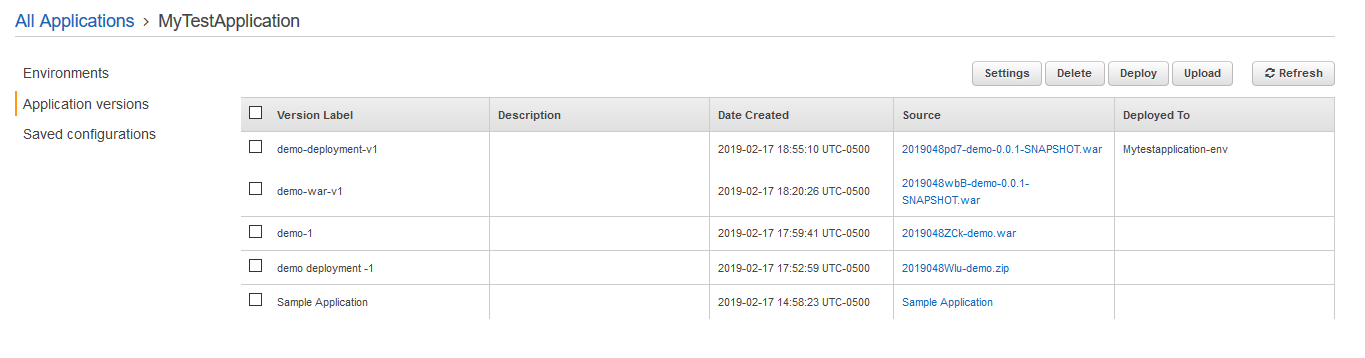 All Applications › MyTestApplication
Environments
Application versions
Saved configurations
Settings Delete Deploy Upload Refresh
Version Label Description Date Created Source Deployed To
demo-deployment-v1 2019-02-17 18:55:10 UTC-0500 2019048pd7-demo-0.0.1-SNAPSHOT.war Mytestapplication-env
demo-war-v1 2019-02-17 18:20:26 UTC-0500 2019048wbB-demo-0.0.1-
SNAPSHOT.war
demo-1 2019-02-17 17:59:41 UTC-0500 2019048ZCk-demo.war
demo deployment -1 2019-02-17 17:52:59 UTC-0500 2019048Wlu-demo.zip
Sample Application 2019-02-17 14:58:23 UTC-0500 Sample Application